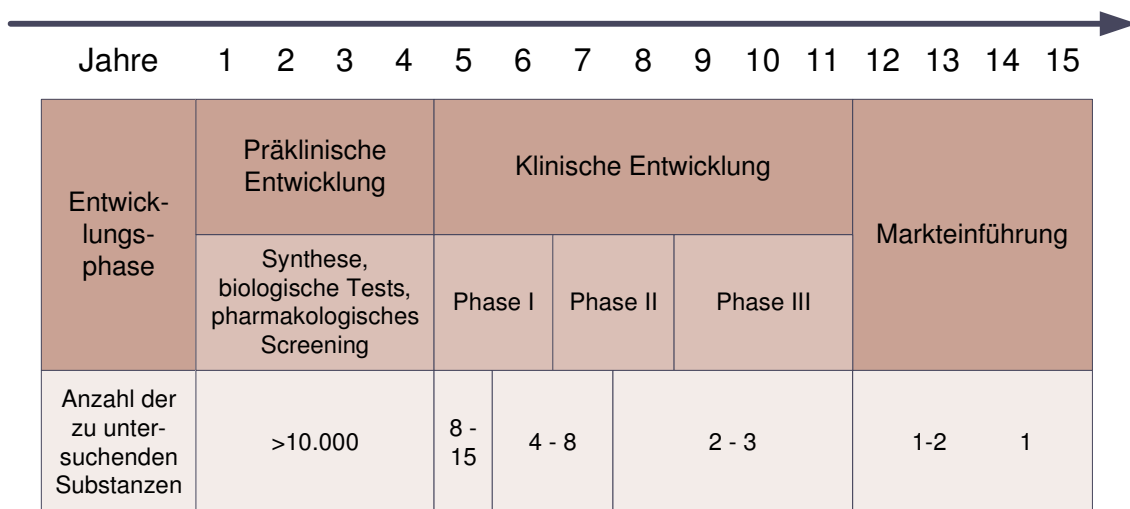 Jahre 1 2 3 4 5 6 7 8 9 10 11 12 13 14 15
Entwick-
lungs-
phase
Präklinische
Entwicklung
Klinische Entwicklung
Markteinführung
Synthese,
biologische Tests,
pharmakologisches
Screening
Phase I
Phase II
Phase III
Anzahl der
zu unter-
suchenden
Substanzen
>10.000
8 -
15
4 - 8
2 - 3
1-2
1